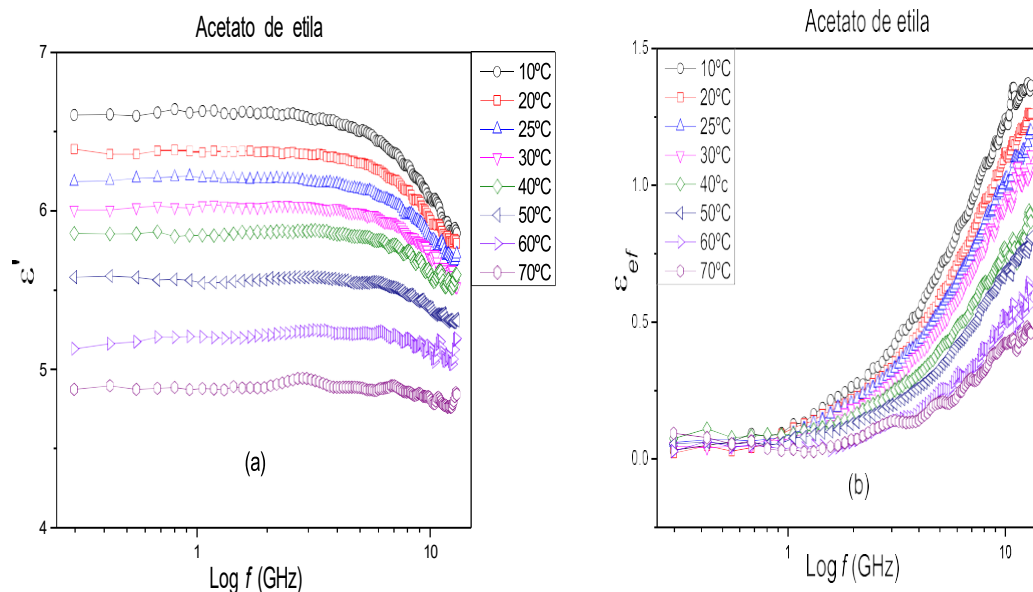 Acetato de etila
7
6
5
4
ε'
1
10
Log f (GHz)
(a)
10ºC
20ºC
25ºC
30ºC
40ºC
50ºC
60ºC
70ºC
Acetato de etila
1.5
1.0
0.5
0.0
ε ef
1
10
Log f (GHz)
(b)
10ºC
20ºC
25ºC
30ºC
40ºc
50ºC
60ºC
70ºC